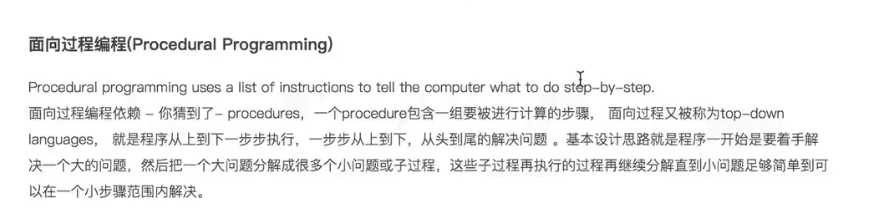 面向过程编程(Procedural Programming)
Procedural programming uses a list of instructions to tell the computer what to do step-by-step.
面向过程编程依赖 - 你猜到了- procedures，一个procedure包含一组要被进行计算的步骤， 面向过程又被称为top-down
languages， 就是程序从上到下一步步执行，一步步从上到下，从头到尾的解决问题 。基本设计思路就是程序一开始是要着手解
决一个大的问题，然后把一个大问题分解成很多个小问题或子过程，这些子过程再执行的过程再继续分解直到小问题足够简单到可
以在一个小步骤范围内解决。